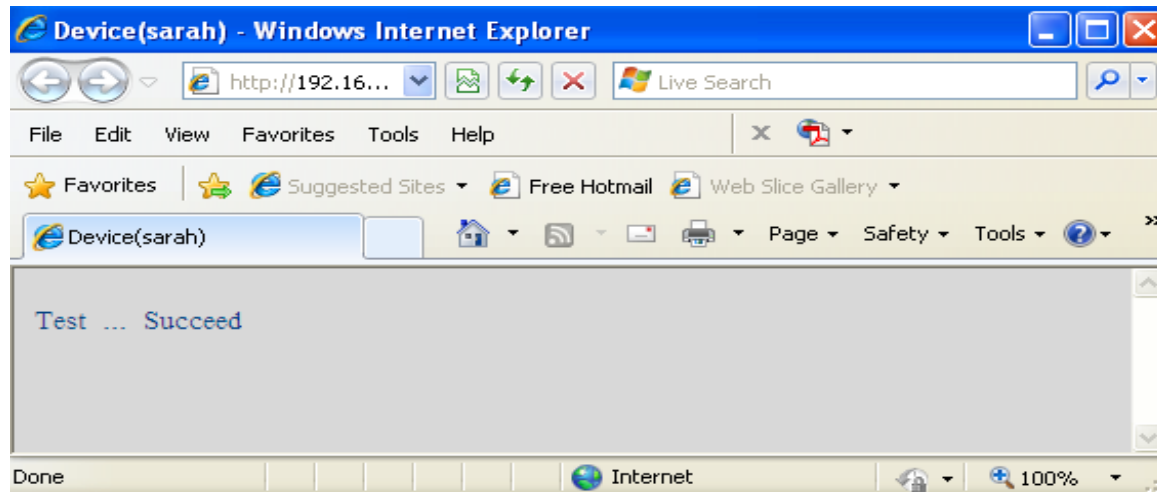 Device(sarah) - Windows Internet Explorer
http://192.16... Live Search
File Edit View Favorites Tools Help
Favorites Suggested Sites Free Hotmail Web Slice Gallery
Device(sarah) Page Safety Tools »
Test ... Succeed
Done Internet 100%